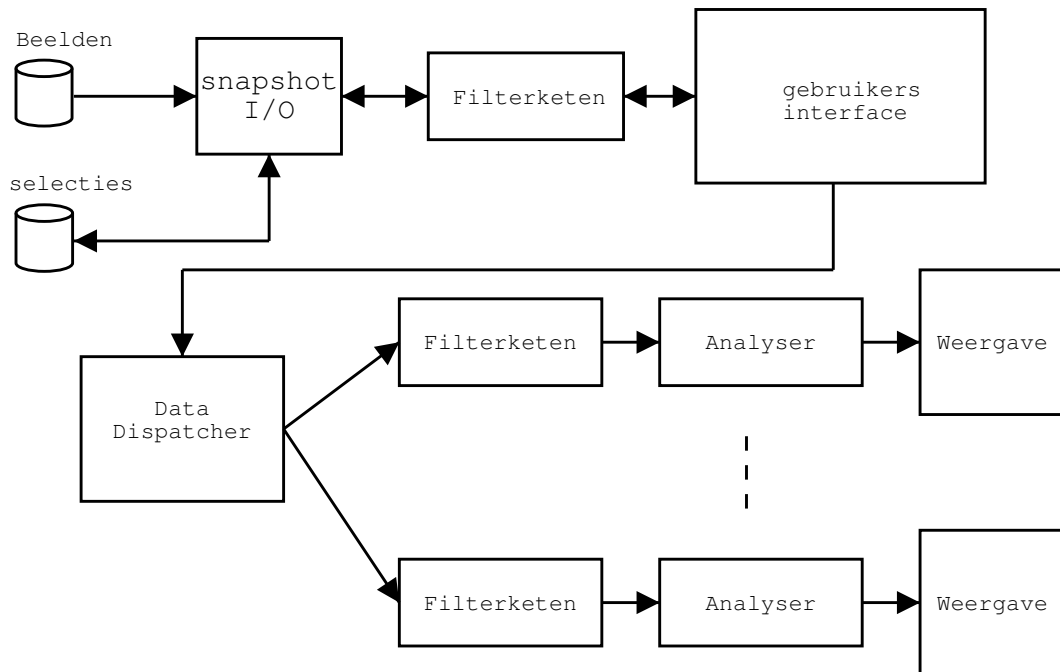 Beelden
snapshot
I/O
Filterketen
gebruikers
interface
selecties
Filterketen
Analyser
Weergave
Data
Dispatcher
Filterketen
Analyser
Weergave